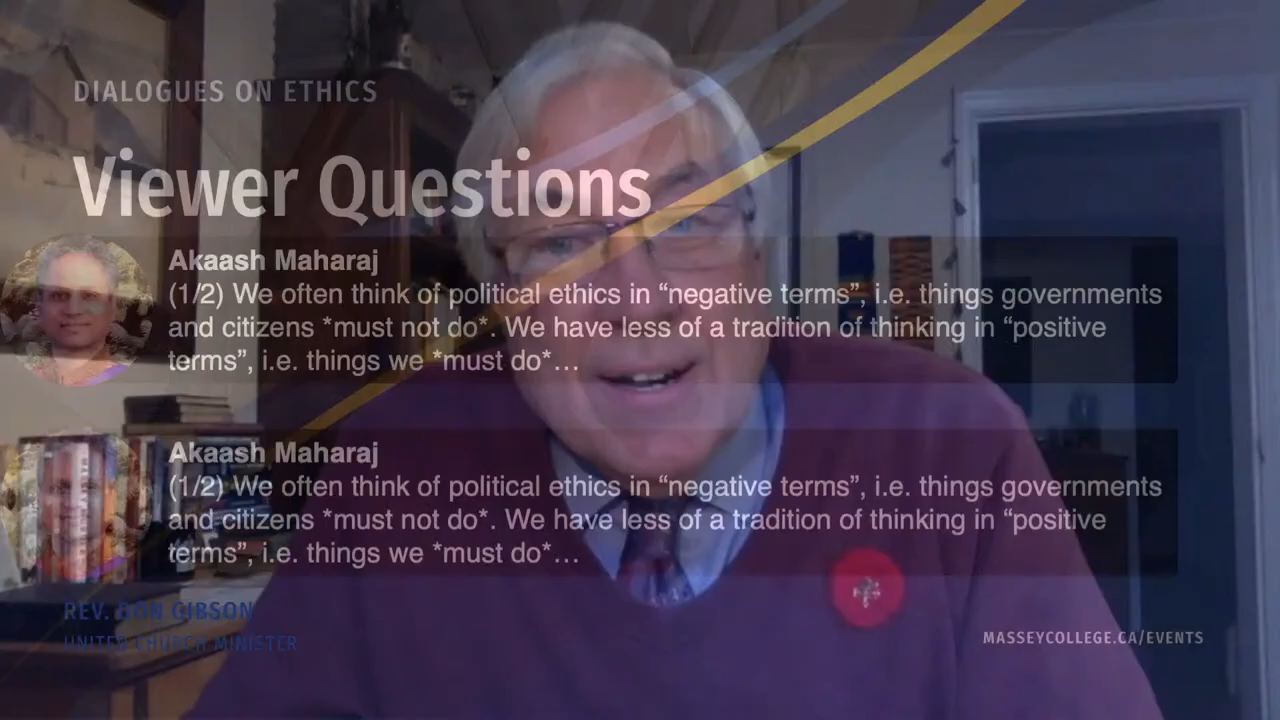 DIALOGUES ON ETHICS
Viewer Questions
Akaash Maharaj
(1/2) We often think of political ethics in “negative terms”, i.e. things governments
and citizens *must not do*. We have less of a tradition of thinking in “positive
terms”, i.e. things we *must do*…
Akaash Maharaj
(1/2) We often think of political ethics in “negative terms”, i.e. things governments
and citizens *must not do*. We have less of a tradition of thinking in “positive
terms”, i.e. things we *must do*…
REV. DON GIBSON
UNITED CHURCH MINISTER
MASSEYCOLLEGE.CA/EVENTS